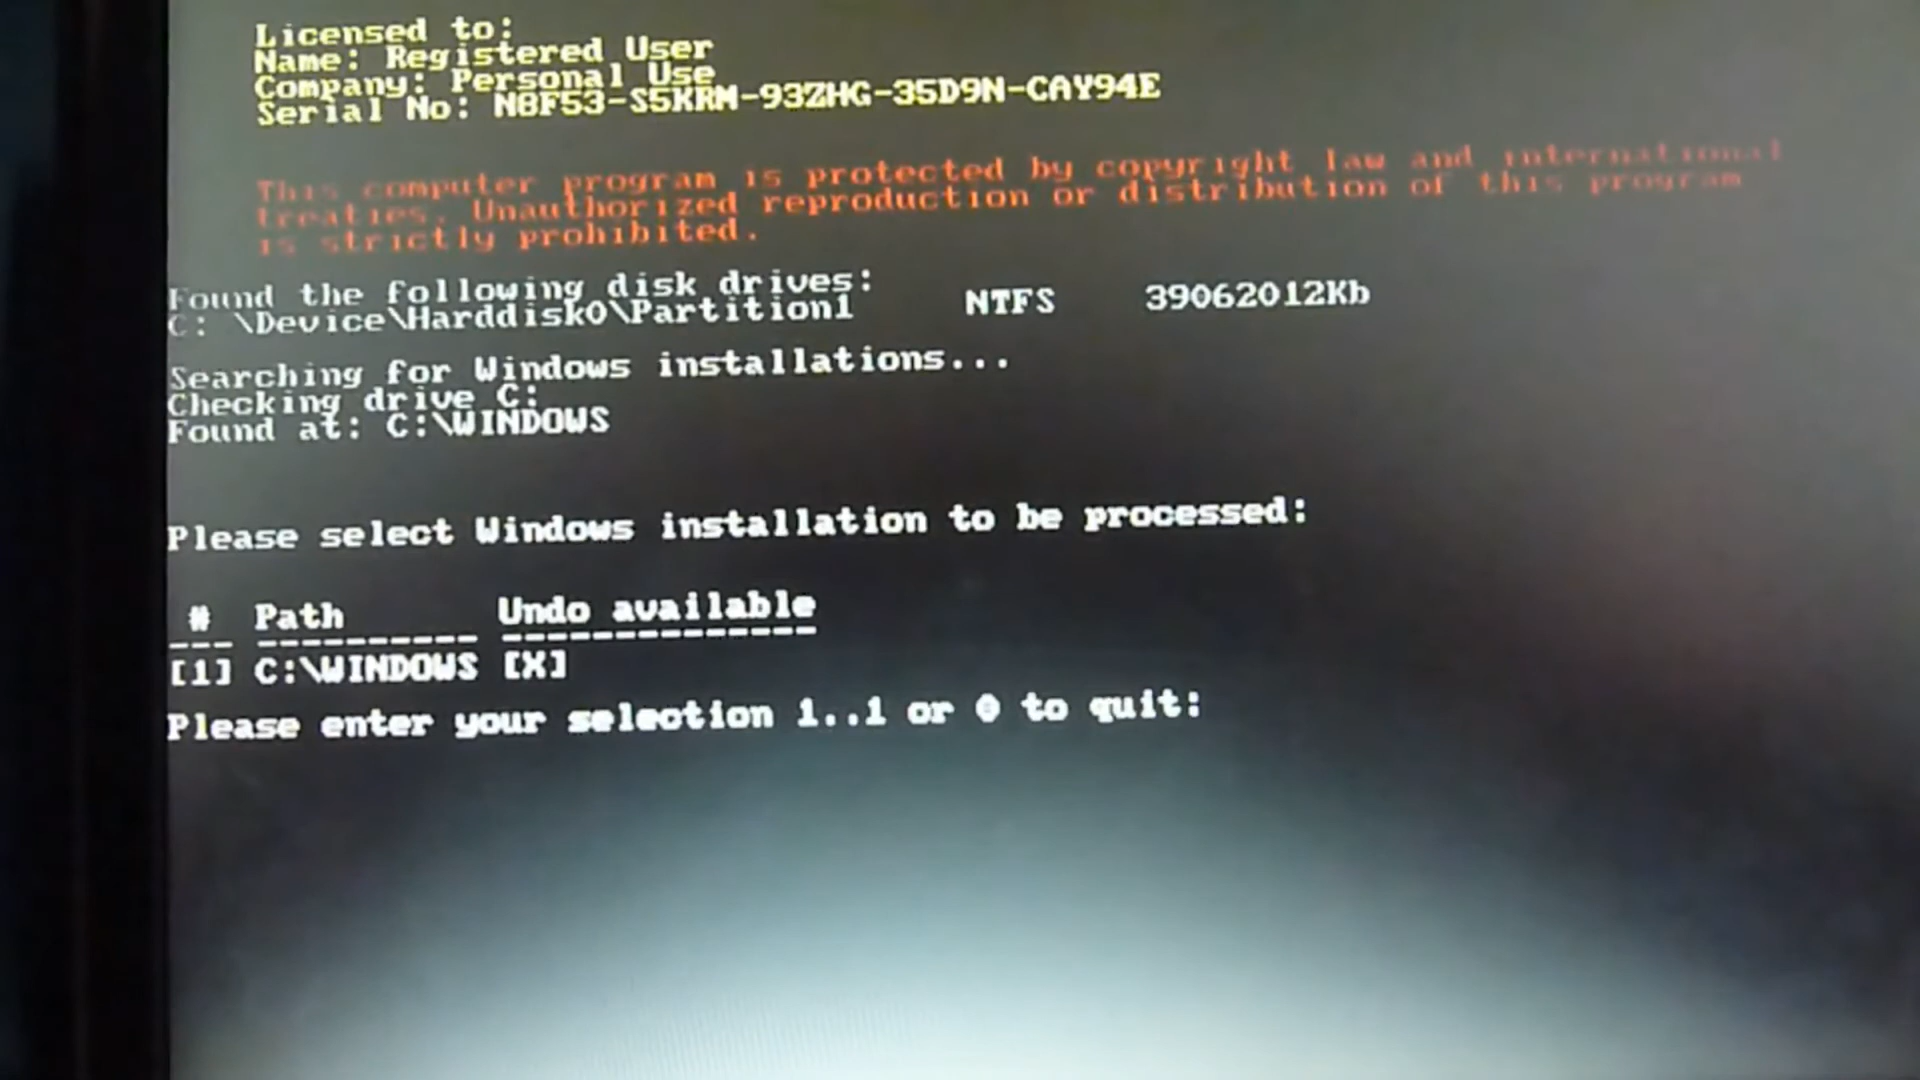 Licensed to:
Name: Registered User
Company: Personal Use
Serial No: N8F53-S5KRM-93ZHG-35D9N-CAY94E
This computer program is protected by copyright law and international
treaties. Unauthorized reproduction or distribution of this program
is strictly prohibited.
Found the following disk drives:
C: \Device\Harddisk0\Partition1 NTFS 39062012Kb
Searching for Windows installations...
Checking drive C:
Found at: C:\WINDOWS
Please select Windows installation to be processed:
# Path Undo available
--- ---------- --------------
[1] C:\WINDOWS [X]
Please enter your selection 1..1 or 0 to quit: